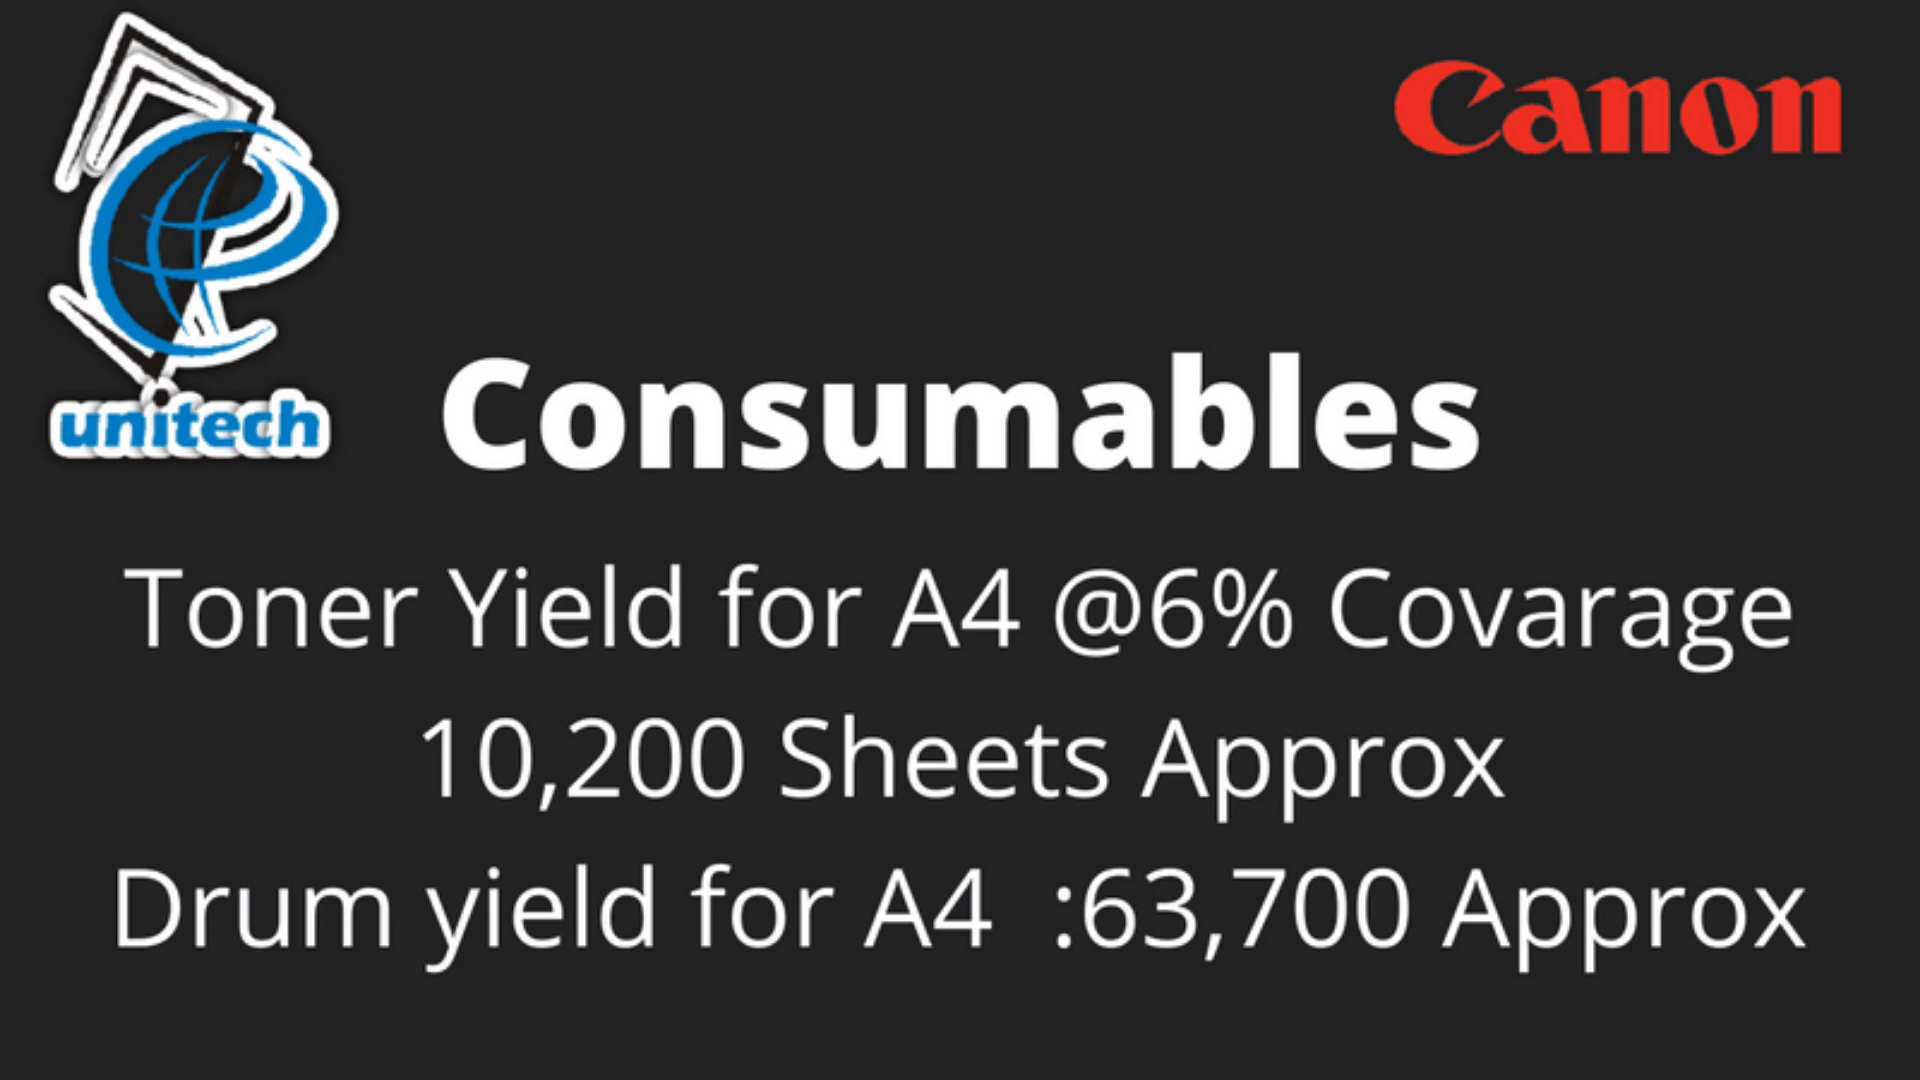 Canon
unitech
Consumables
Toner Yield for A4 @6% Covarage
10,200 Sheets Approx
Drum yield for A4  :63,700 Approx